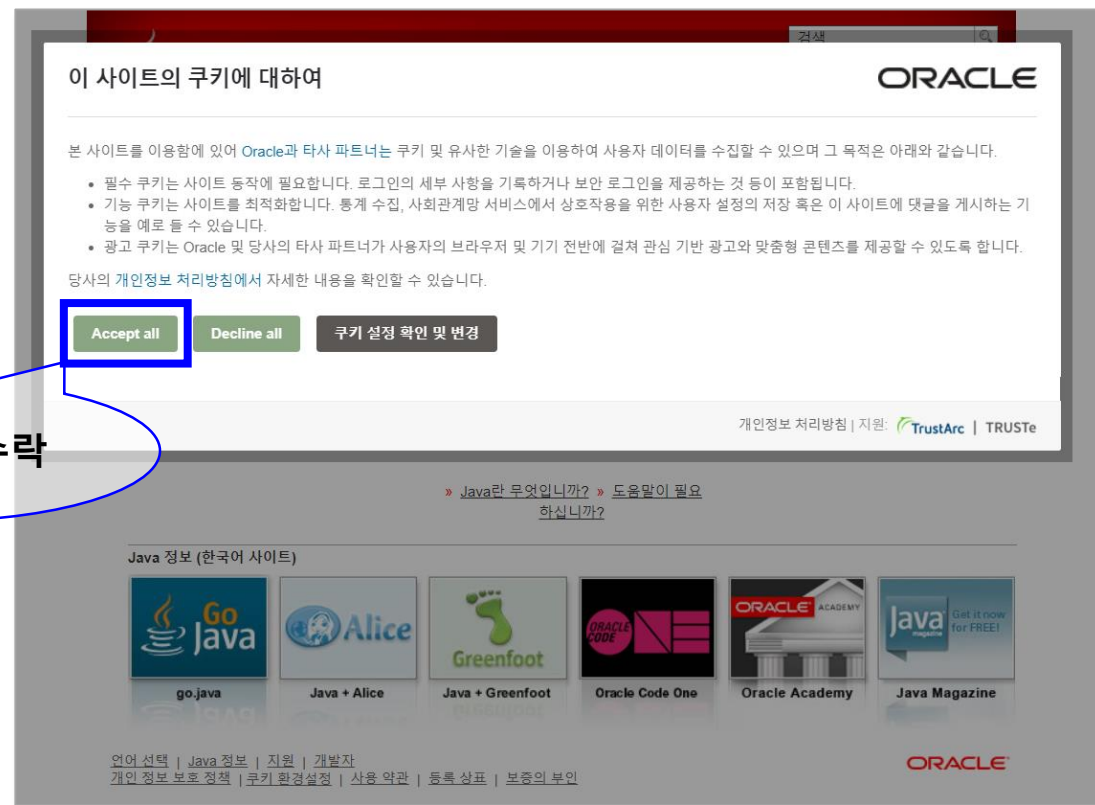 검색
이 사이트의 쿠키에 대하여
ORACLE
본 사이트를 이용함에 있어 Oracle과 타사 파트너는 쿠키 및 유사한 기술을 이용하여 사용자 데이터를 수집할 수 있으며 그 목적은 아래와 같습니다.
• 필수 쿠키는 사이트 동작에 필요합니다. 로그인의 세부 사항을 기록하거나 보안 로그인을 제공하는 것 등이 포함됩니다.
• 기능 쿠키는 사이트를 최적화합니다. 통계 수집, 사회관계망 서비스에서 상호작용을 위한 사용자 설정의 저장 혹은 이 사이트에 댓글을 게시하는 기
능을 예로 들 수 있습니다.
• 광고 쿠키는 Oracle 및 당사의 타사 파트너가 사용자의 브라우저 및 기기 전반에 걸쳐 관심 기반 광고와 맞춤형 콘텐츠를 제공할 수 있도록 합니다.
당사의 개인정보 처리방침에서 자세한 내용을 확인할 수 있습니다.
Accept all Decline all 쿠키 설정 확인 및 변경
개인정보 처리방침 | 지원: TrustArc | TRUSTe
락
» Java란 무엇입니까? » 도움말이 필요
하십니까?
Java 정보 (한국어 사이트)
Go
Java
Alice
Greenfoot
ORACLE
CODE
ONE
ORACLE ACADEMY
Java
magazine
Get it now
for FREE!
go.java Java + Alice Java + Greenfoot Oracle Code One Oracle Academy Java Magazine
언어 선택 | Java 정보 | 지원 | 개발자
개인 정보 보호 정책 | 쿠키 환경설정 | 사용 약관 | 등록 상표 | 보증의 부인
ORACLE